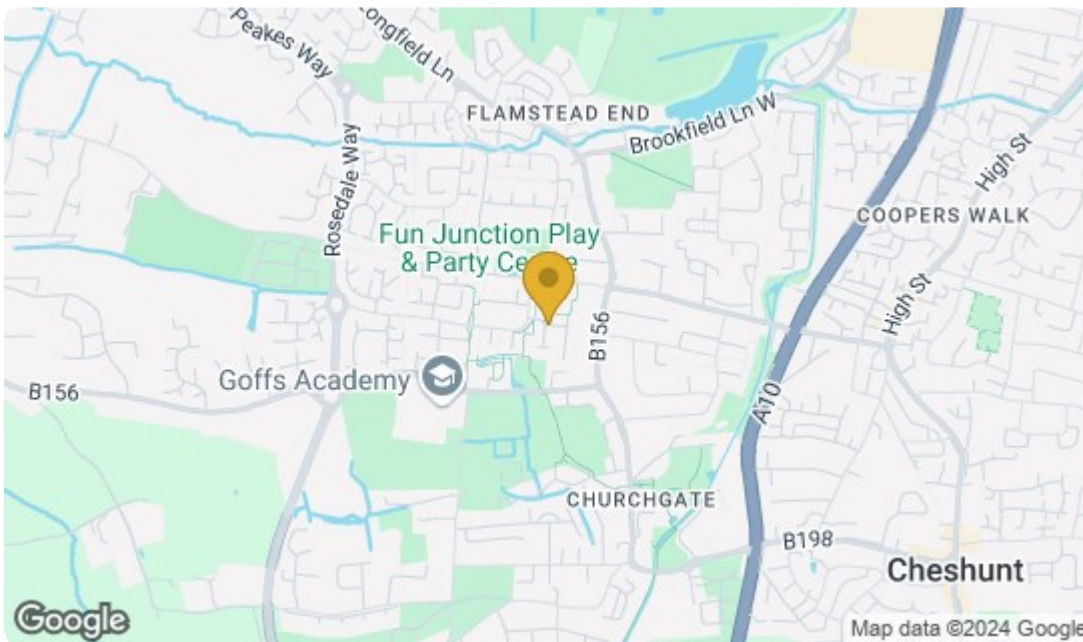 Peakes Way
Longfield Ln
FLAMSTEAD END
Brookfield Ln W
Rosedale Way
High St
COOPERS WALK
Fun Junction Play
& Party Centre
High St
B156
Goffs Academy
B156
A10
CHURCHGATE
B198
Cheshunt
Google
Map data ©2024 Google